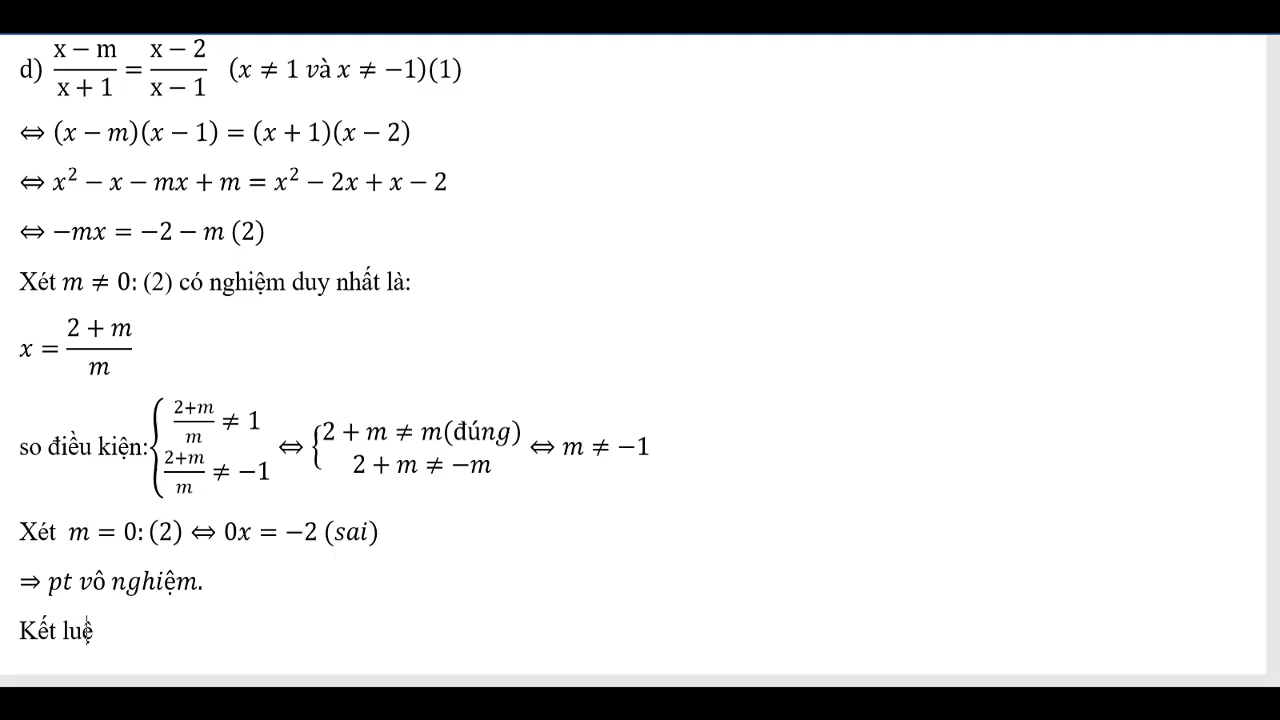 d) (x − m)/(x + 1) = (x − 2)/(x − 1) (x ≠ 1 và x ≠ −1)(1)
⇔ (x − m)(x − 1) = (x + 1)(x − 2)
⇔ x² − x − mx + m = x² − 2x + x − 2
⇔ −mx = −2 − m (2)
Xét m ≠ 0: (2) có nghiệm duy nhất là:
x = (2 + m)/m
so điều kiện: { (2+m)/m ≠ 1 ; (2+m)/m ≠ −1 ⇔ { 2 + m ≠ m(đúng) ; 2 + m ≠ −m ⇔ m ≠ −1
Xét m = 0: (2) ⇔ 0x = −2 (sai)
⇒ pt vô nghiệm.
Kết luệ